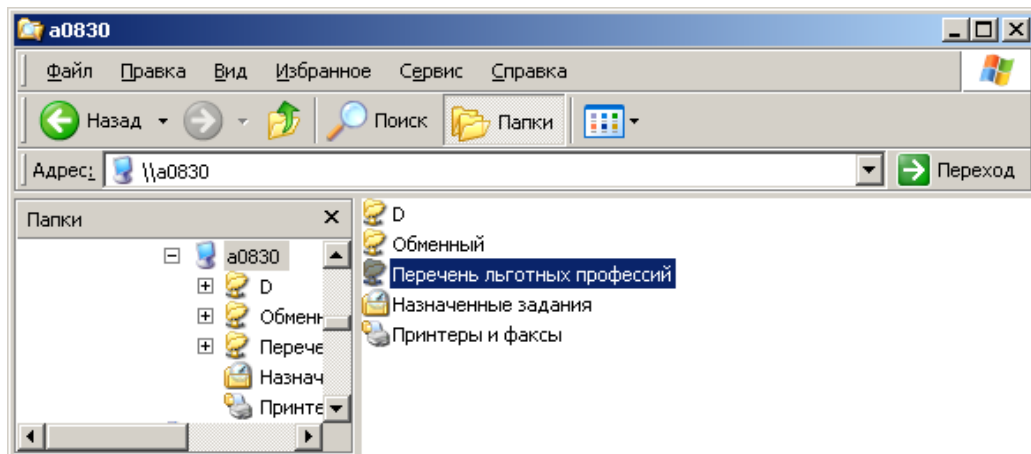 a0830
Файл Правка Вид Избранное Сервис Справка
Назад Поиск Папки
Адрес: \\a0830 Переход
Папки
a0830
D
Обменн
Перече
Назнач
Принте
D
Обменный
Перечень льготных профессий
Назначенные задания
Принтеры и факсы